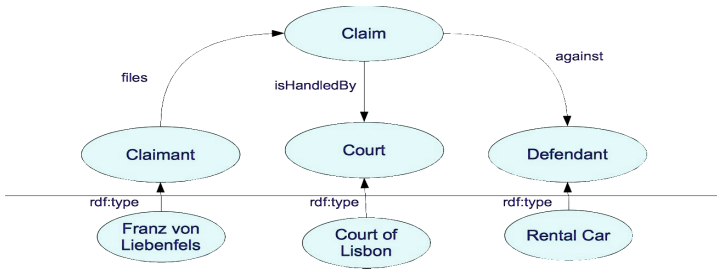 Claim
files
against
isHandledBy
Claimant
Court
Defendant
rdf:type
rdf:type
rdf:type
Franz von
Liebenfels
Court of
Lisbon
Rental Car